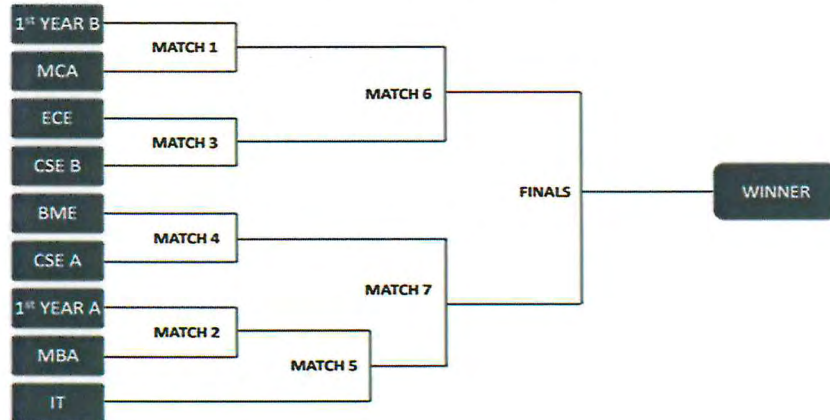 1st YEAR B
MATCH 1
MCA
MATCH 6
ECE
MATCH 3
CSE B
FINALS
WINNER
BME
MATCH 4
CSE A
MATCH 7
1st YEAR A
MATCH 2
MBA
MATCH 5
IT